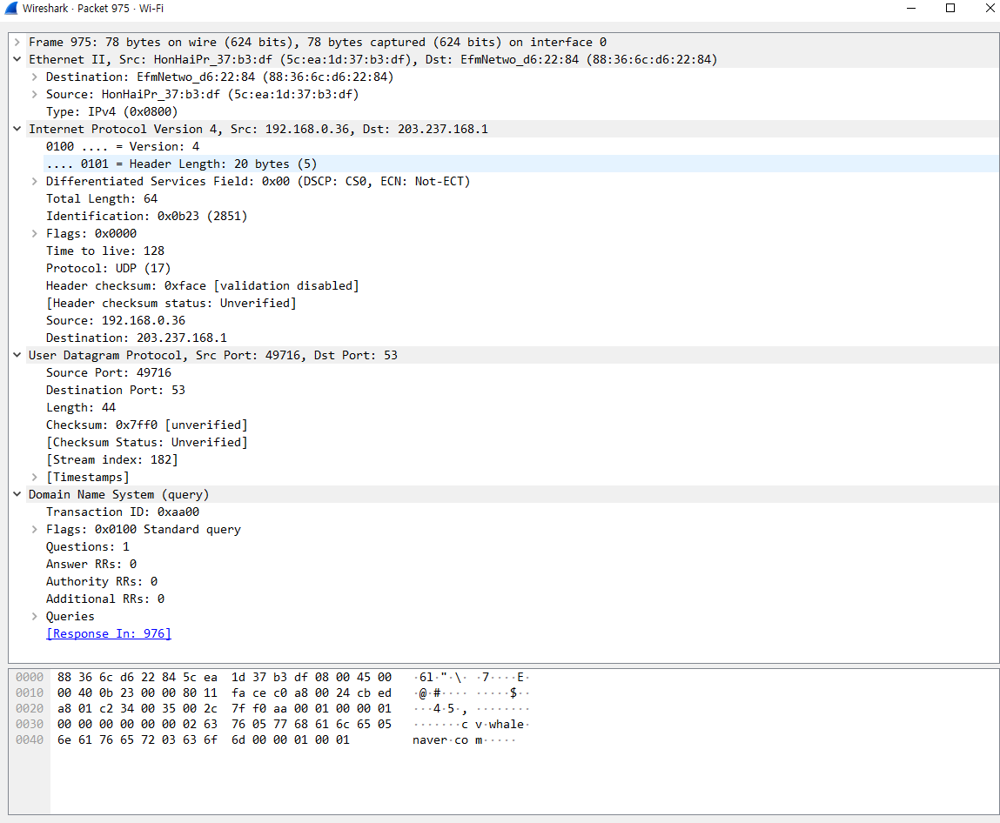 Wireshark · Packet 975 · Wi-Fi
Frame 975: 78 bytes on wire (624 bits), 78 bytes captured (624 bits) on interface 0
Ethernet II, Src: HonHaiPr_37:b3:df (5c:ea:1d:37:b3:df), Dst: EfmNetwo_d6:22:84 (88:36:6c:d6:22:84)
Destination: EfmNetwo_d6:22:84 (88:36:6c:d6:22:84)
Source: HonHaiPr_37:b3:df (5c:ea:1d:37:b3:df)
Type: IPv4 (0x0800)
Internet Protocol Version 4, Src: 192.168.0.36, Dst: 203.237.168.1
0100 .... = Version: 4
.... 0101 = Header Length: 20 bytes (5)
Differentiated Services Field: 0x00 (DSCP: CS0, ECN: Not-ECT)
Total Length: 64
Identification: 0x0b23 (2851)
Flags: 0x0000
Time to live: 128
Protocol: UDP (17)
Header checksum: 0xface [validation disabled]
[Header checksum status: Unverified]
Source: 192.168.0.36
Destination: 203.237.168.1
User Datagram Protocol, Src Port: 49716, Dst Port: 53
Source Port: 49716
Destination Port: 53
Length: 44
Checksum: 0x7ff0 [unverified]
[Checksum Status: Unverified]
[Stream index: 182]
[Timestamps]
Domain Name System (query)
Transaction ID: 0xaa00
Flags: 0x0100 Standard query
Questions: 1
Answer RRs: 0
Authority RRs: 0
Additional RRs: 0
Queries
[Response In: 976]
0000 88 36 6c d6 22 84 5c ea 1d 37 b3 df 08 00 45 00 ·6l·"·\· ·7····E·
0010 00 40 0b 23 00 00 80 11 fa ce c0 a8 00 24 cb ed ·@·#···· ·····$··
0020 a8 01 c2 34 00 35 00 2c 7f f0 aa 00 01 00 00 01 ···4·5·, ········
0030 00 00 00 00 00 00 02 63 76 05 77 68 61 6c 65 05 ·······c v·whale·
0040 6e 61 76 65 72 03 63 6f 6d 00 00 01 00 01 naver·co m·····